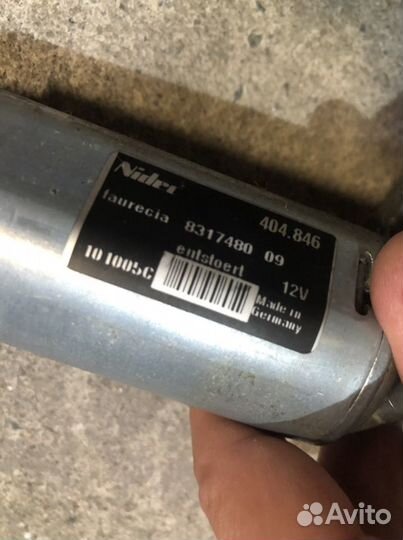 Nidec
404.846
faurecia 8317480 09
entstoert
101005C
12V
Made in
Germany
Avito